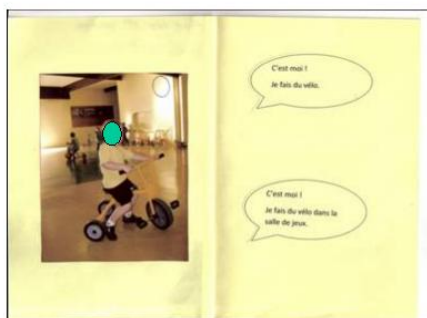 C'est moi !
Je fais du vélo.
C'est moi !
Je fais du vélo dans la
salle de jeux.